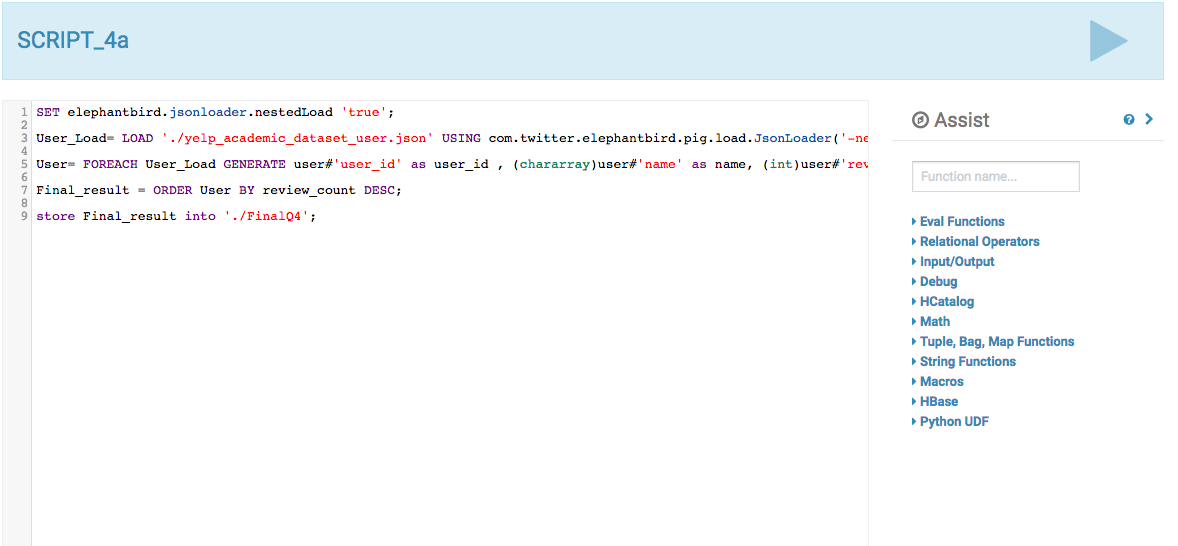 SCRIPT_4a
1 SET elephantbird.jsonloader.nestedLoad 'true';
2
3 User_Load= LOAD './yelp_academic_dataset_user.json' USING com.twitter.elephantbird.pig.load.JsonLoader('-ne
4
5 User= FOREACH User_Load GENERATE user#'user_id' as user_id , (chararray)user#'name' as name, (int)user#'rev
6
7 Final_result = ORDER User BY review_count DESC;
8
9 store Final_result into './FinalQ4';
Assist
Function name...
Eval Functions
Relational Operators
Input/Output
Debug
HCatalog
Math
Tuple, Bag, Map Functions
String Functions
Macros
HBase
Python UDF